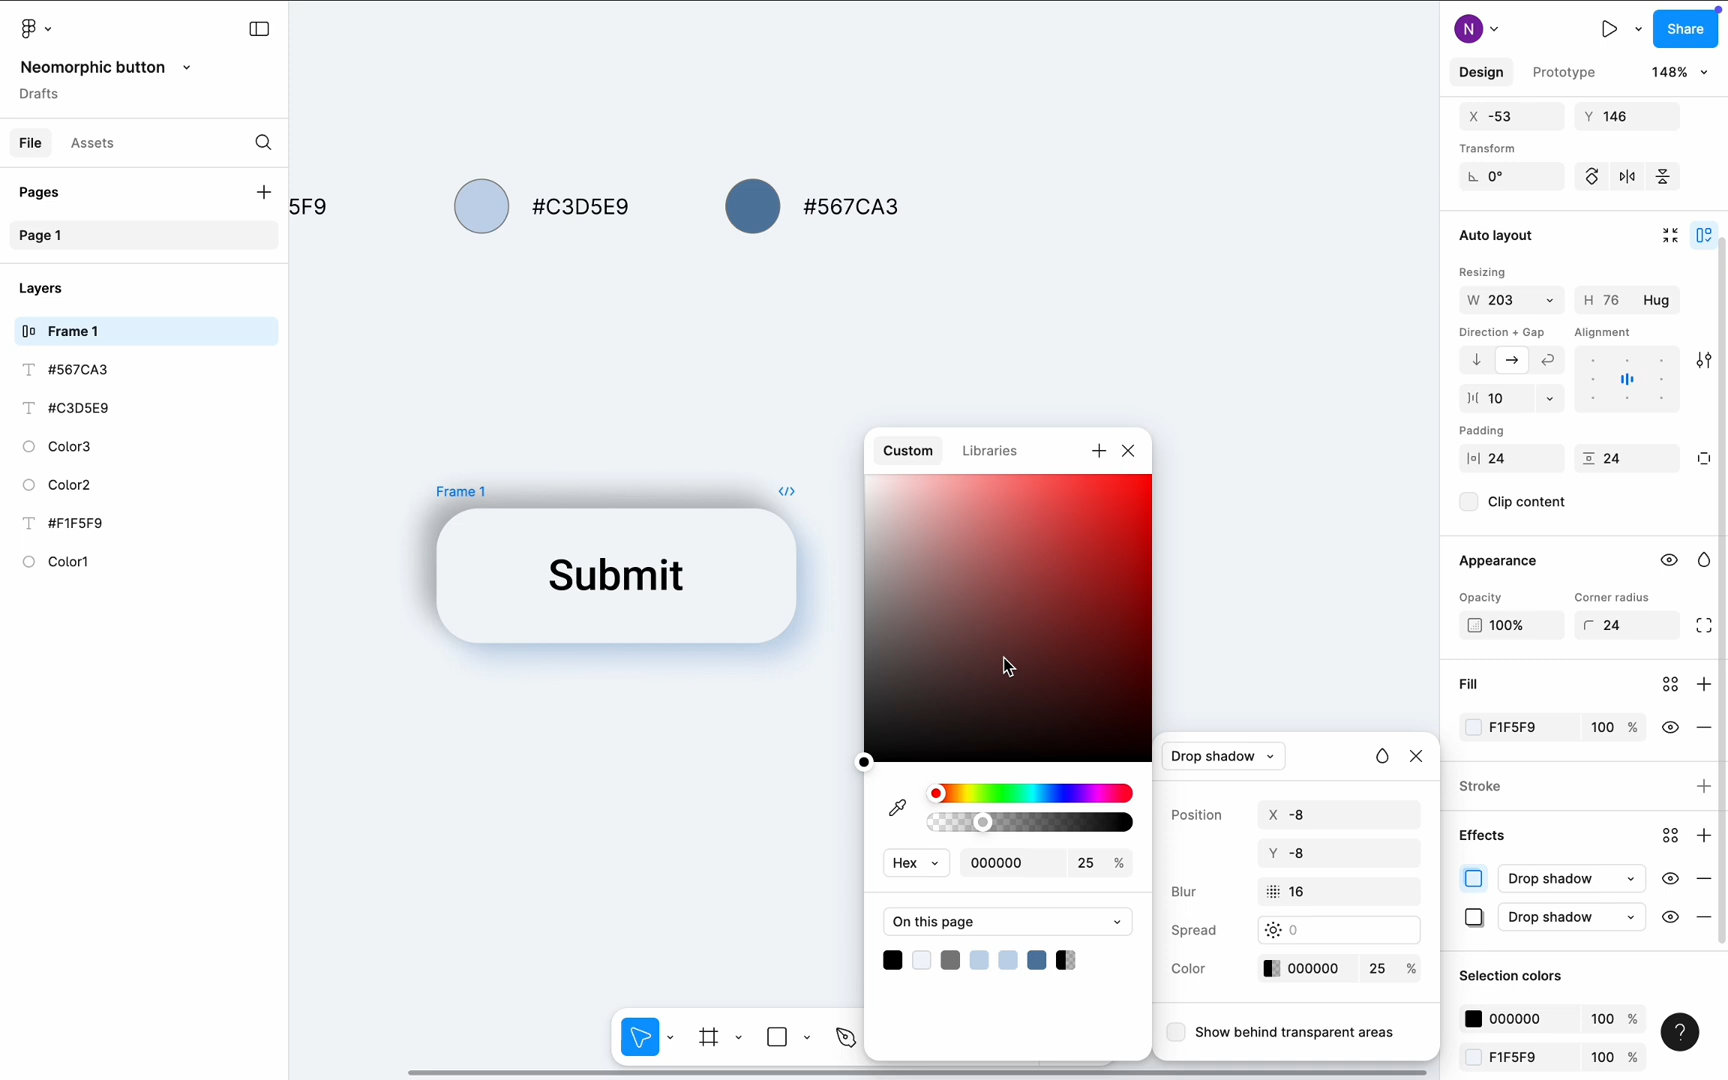 Neomorphic button
Drafts
File
Assets
Pages
Page 1
Layers
Frame 1
#567CA3
#C3D5E9
Color3
Color2
#F1F5F9
Color1
5F9
#C3D5E9
#567CA3
Frame 1
</>
Submit
Custom
Libraries
Hex
000000
25
%
On this page
Drop shadow
Position
X
-8
Y
-8
Blur
16
Spread
0
Color
000000
25
%
Show behind transparent areas
N
Share
Design
Prototype
148%
X
-53
Y
146
Transform
0°
Auto layout
Resizing
W
203
H
76
Hug
Direction + Gap
Alignment
10
Padding
24
24
Clip content
Appearance
Opacity
Corner radius
100%
24
Fill
F1F5F9
100
%
Stroke
Effects
Drop shadow
Drop shadow
Selection colors
000000
100
%
F1F5F9
100
%
?